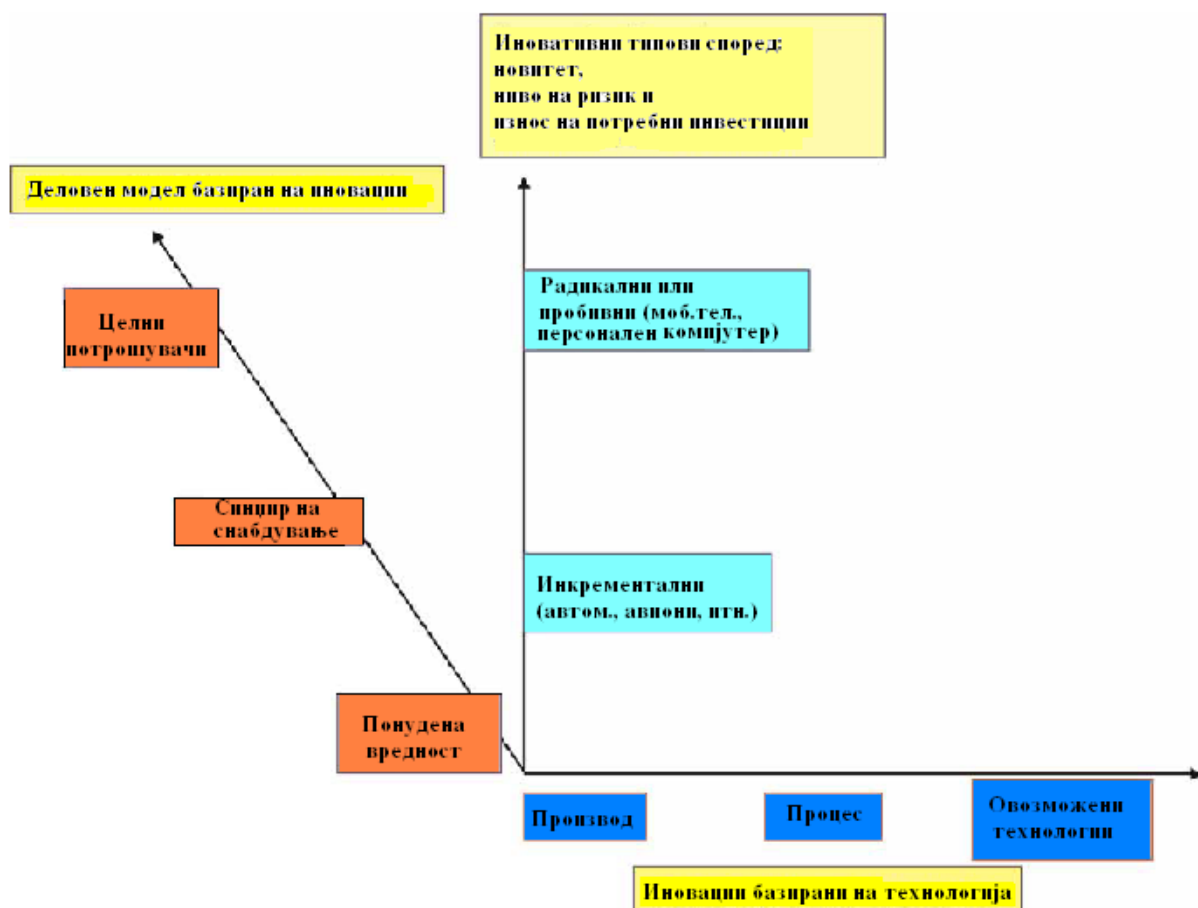 Иновативни типови според:
новитет,
ниво на ризик и
износ на потребни инвестиции
Деловен модел базиран на иновации
Радикални или
пробивни (моб.тел.,
персонален компјутер)
Целни
потрошувачи
Синџир на
снабдување
Инкрементални
(автом., авиони, итн.)
Понудена
вредност
Производ
Процес
Овозможени
технологии
Иновации базирани на технологија